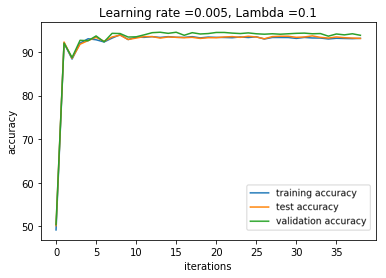 Learning rate =0.005, Lambda =0.1
accuracy
90
80
70
60
50
training accuracy
test accuracy
validation accuracy
0 5 10 15 20 25 30 35
iterations